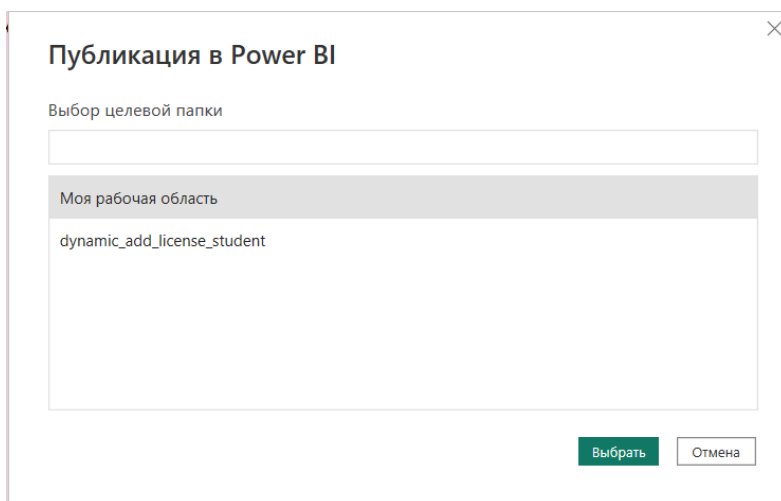 Публикация в Power BI
Выбор целевой папки
Моя рабочая область
dynamic_add_license_student
Выбрать
Отмена